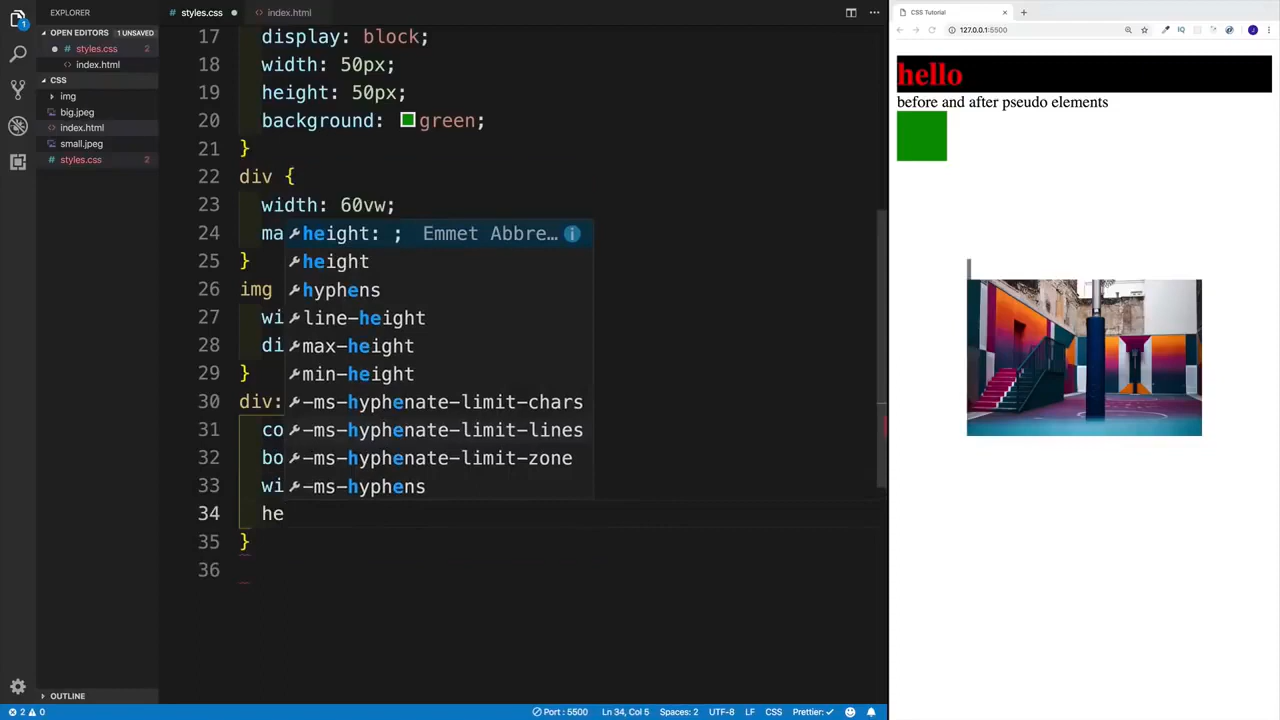 EXPLORER
OPEN EDITORS 1 UNSAVED
styles.css 2
index.html
CSS
img
big.jpeg
index.html
small.jpeg
styles.css 2
OUTLINE
styles.css
index.html
17 display: block;
18 width: 50px;
19 height: 50px;
20 background: green;
21 }
22 div {
23 width: 60vw;
24 ma
25 }
26 img
27 wi
28 di
29 }
30 div:
31 co
32 bo
33 wi
34 he
35 }
36
height: ; Emmet Abbre…
height
hyphens
line-height
max-height
min-height
-ms-hyphenate-limit-chars
-ms-hyphenate-limit-lines
-ms-hyphenate-limit-zone
-ms-hyphens
2 0 Port : 5500 Ln 34, Col 5 Spaces: 2 UTF-8 LF CSS Prettier: ✓
CSS Tutorial
127.0.0.1:5500
IQ
J
hello
before and after pseudo elements